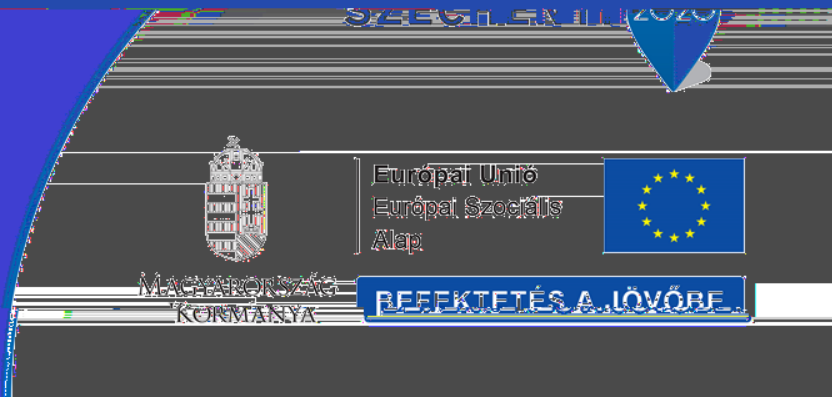 SZÉCHENYI 2020
Európai Unió
Európai Szociális
Alap
MAGYARORSZÁG
KORMÁNYA
BEFEKTETÉS A JÖVŐBE